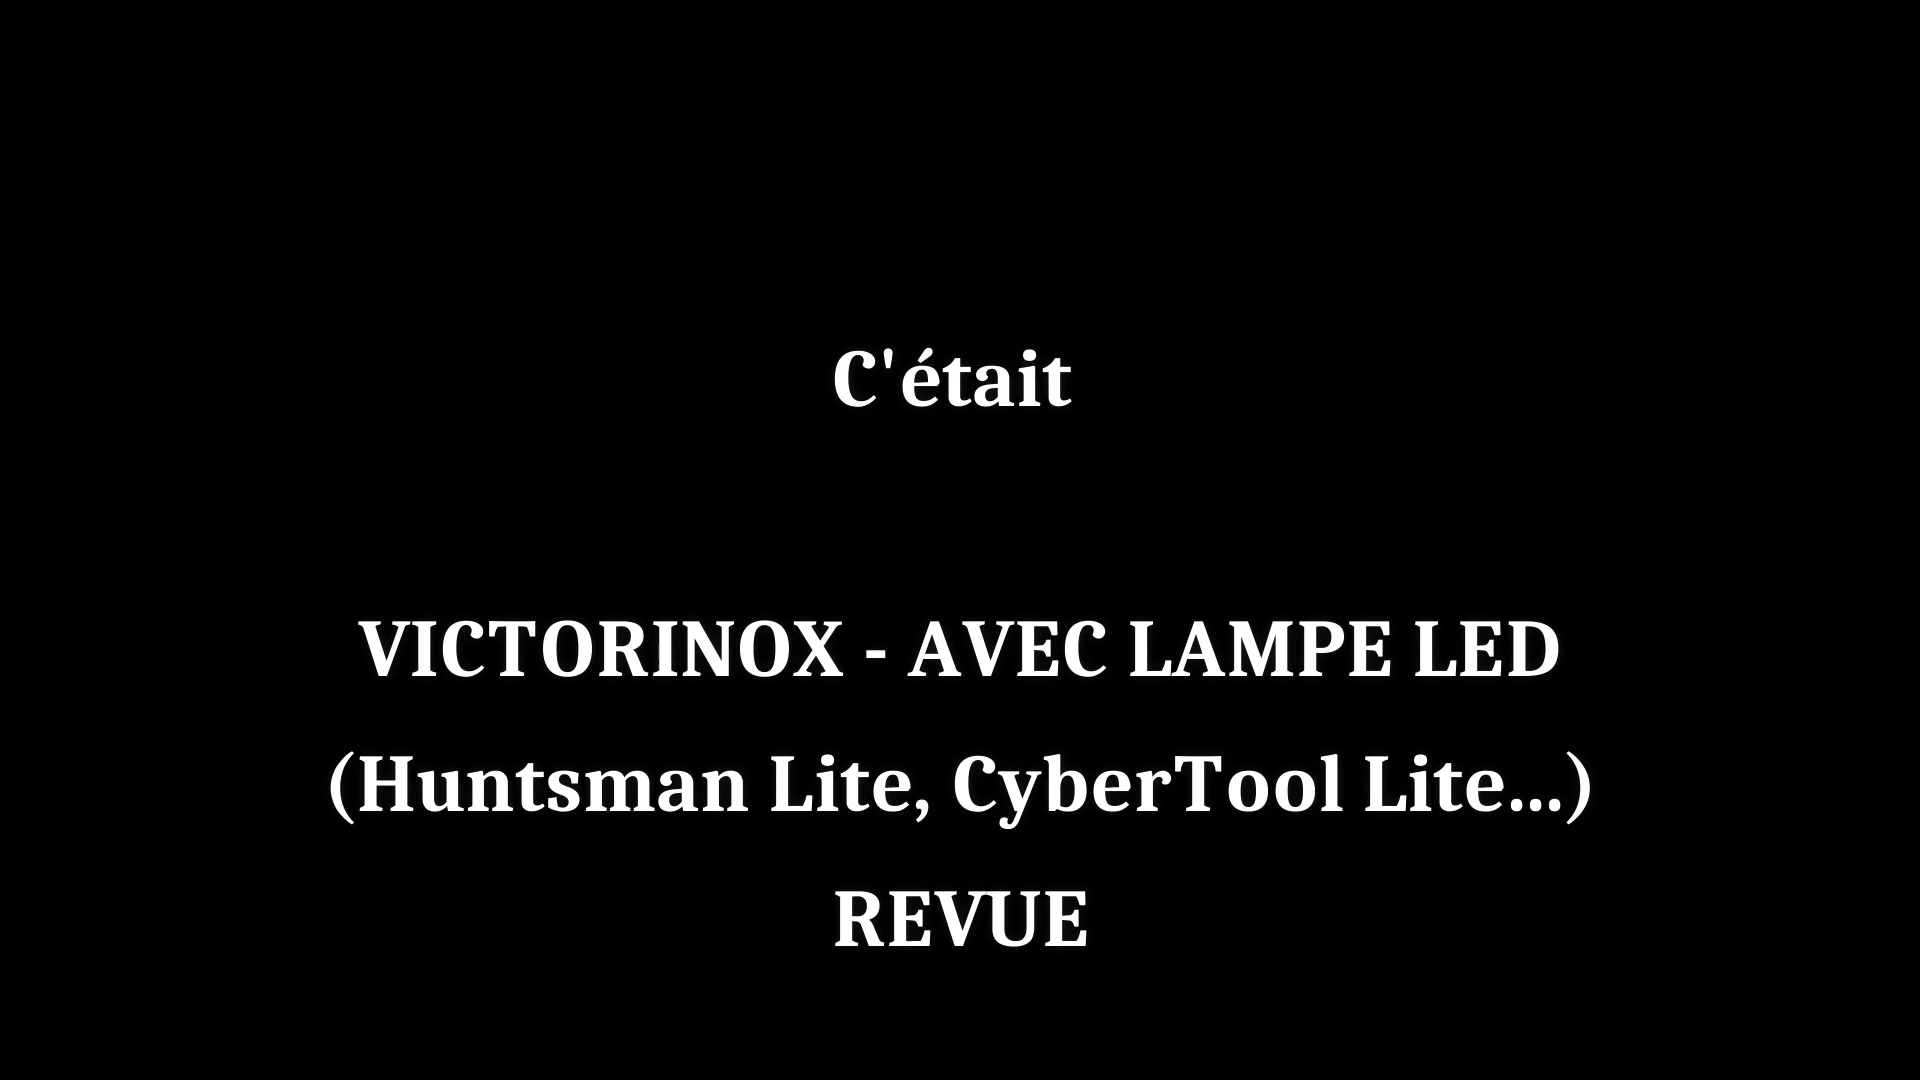 C'était
VICTORINOX - AVEC LAMPE LED
(Huntsman Lite, CyberTool Lite...)
REVUE